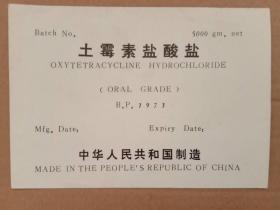 Batch No. 5000 gm. net
土霉素盐酸盐
OXYTETRACYCLINE HYDROCHLORIDE
( ORAL GRADE )
B.P. 1973
Mfg. Date: Expiry Date:
中华人民共和国制造
MADE IN THE PEOPLE'S REPUBLIC OF CHINA